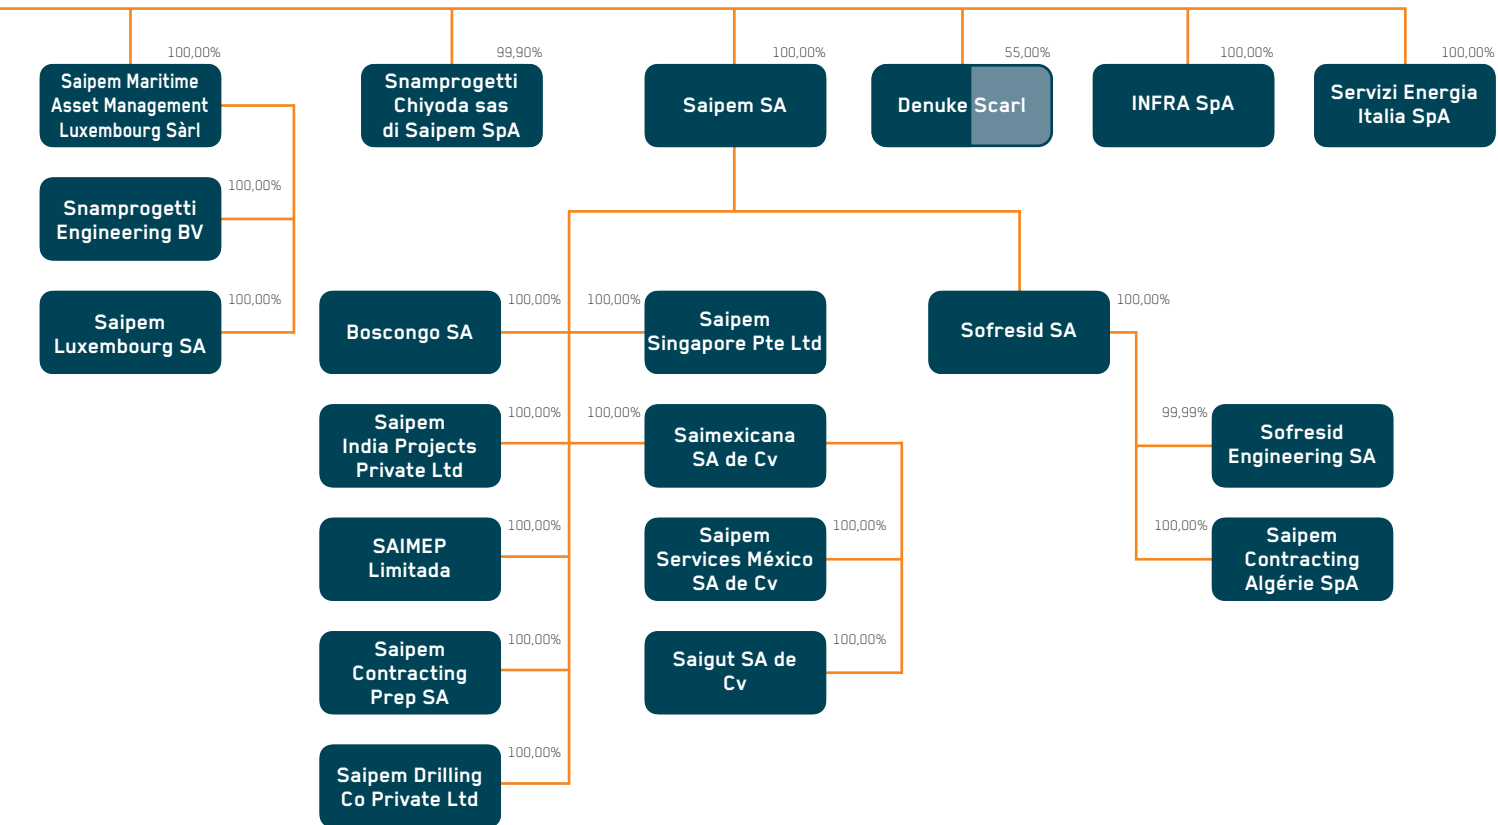 100,00%
99,90%
100,00%
55,00%
100,00%
100,00%
Saipem Maritime
Asset Management
Luxembourg Sàrl
Snamprogetti
Chiyoda sas
di Saipem SpA
Saipem SA
Denuke Scarl
INFRA SpA
Servizi Energia
Italia SpA
100,00%
Snamprogetti
Engineering BV
100,00%
Saipem
Luxembourg SA
100,00%
Boscongo SA
100,00%
Saipem
Singapore Pte Ltd
100,00%
Sofresid SA
100,00%
Saipem
India Projects
Private Ltd
100,00%
Saimexicana
SA de Cv
99,99%
Sofresid
Engineering SA
100,00%
SAIMEP
Limitada
100,00%
Saipem
Services México
SA de Cv
100,00%
Saipem
Contracting
Algérie SpA
100,00%
Saipem
Contracting
Prep SA
100,00%
Saigut SA de
Cv
100,00%
Saipem Drilling
Co Private Ltd